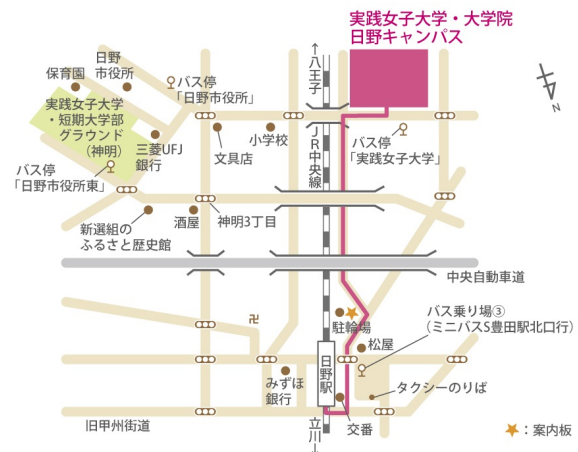 実践女子大学・大学院
日野キャンパス
←八王子
日野
市役所
保育園
バス停
「日野市役所」
実践女子大学
・短期大学部
グラウンド
（神明）
三菱UFJ
銀行
文具店
小学校
JR中央線
バス停
「実践女子大学」
N
バス停
「日野市役所東」
新選組の
ふるさと歴史館
酒屋
神明3丁目
中央自動車道
卍
駐輪場
バス乗り場③
（ミニバスS豊田駅北口行）
松屋
日野駅
みずほ
銀行
タクシーのりば
交番
旧甲州街道
立川→
：案内板